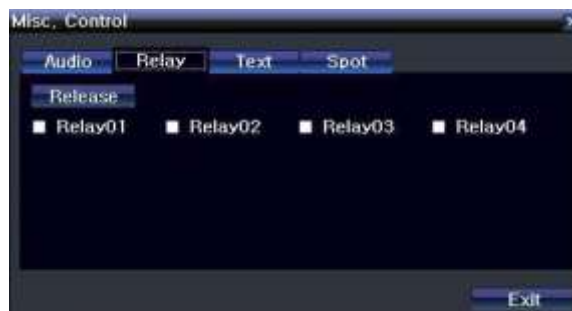 Misc. Control
Audio Relay Text Spot
Release
Relay01 Relay02 Relay03 Relay04
Exit